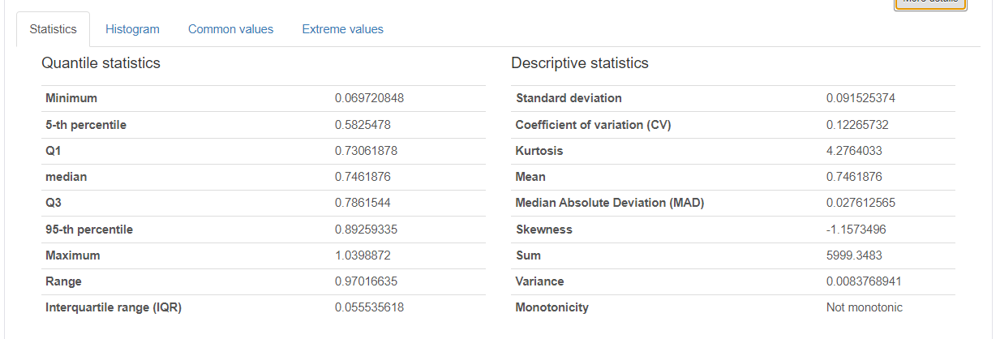 More details
Statistics Histogram Common values Extreme values
Quantile statistics
Minimum 0.069720848
5-th percentile 0.5825478
Q1 0.73061878
median 0.7461876
Q3 0.7861544
95-th percentile 0.89259335
Maximum 1.0398872
Range 0.97016635
Interquartile range (IQR) 0.055535618
Descriptive statistics
Standard deviation 0.091525374
Coefficient of variation (CV) 0.12265732
Kurtosis 4.2764033
Mean 0.7461876
Median Absolute Deviation (MAD) 0.027612565
Skewness -1.1573496
Sum 5999.3483
Variance 0.0083768941
Monotonicity Not monotonic